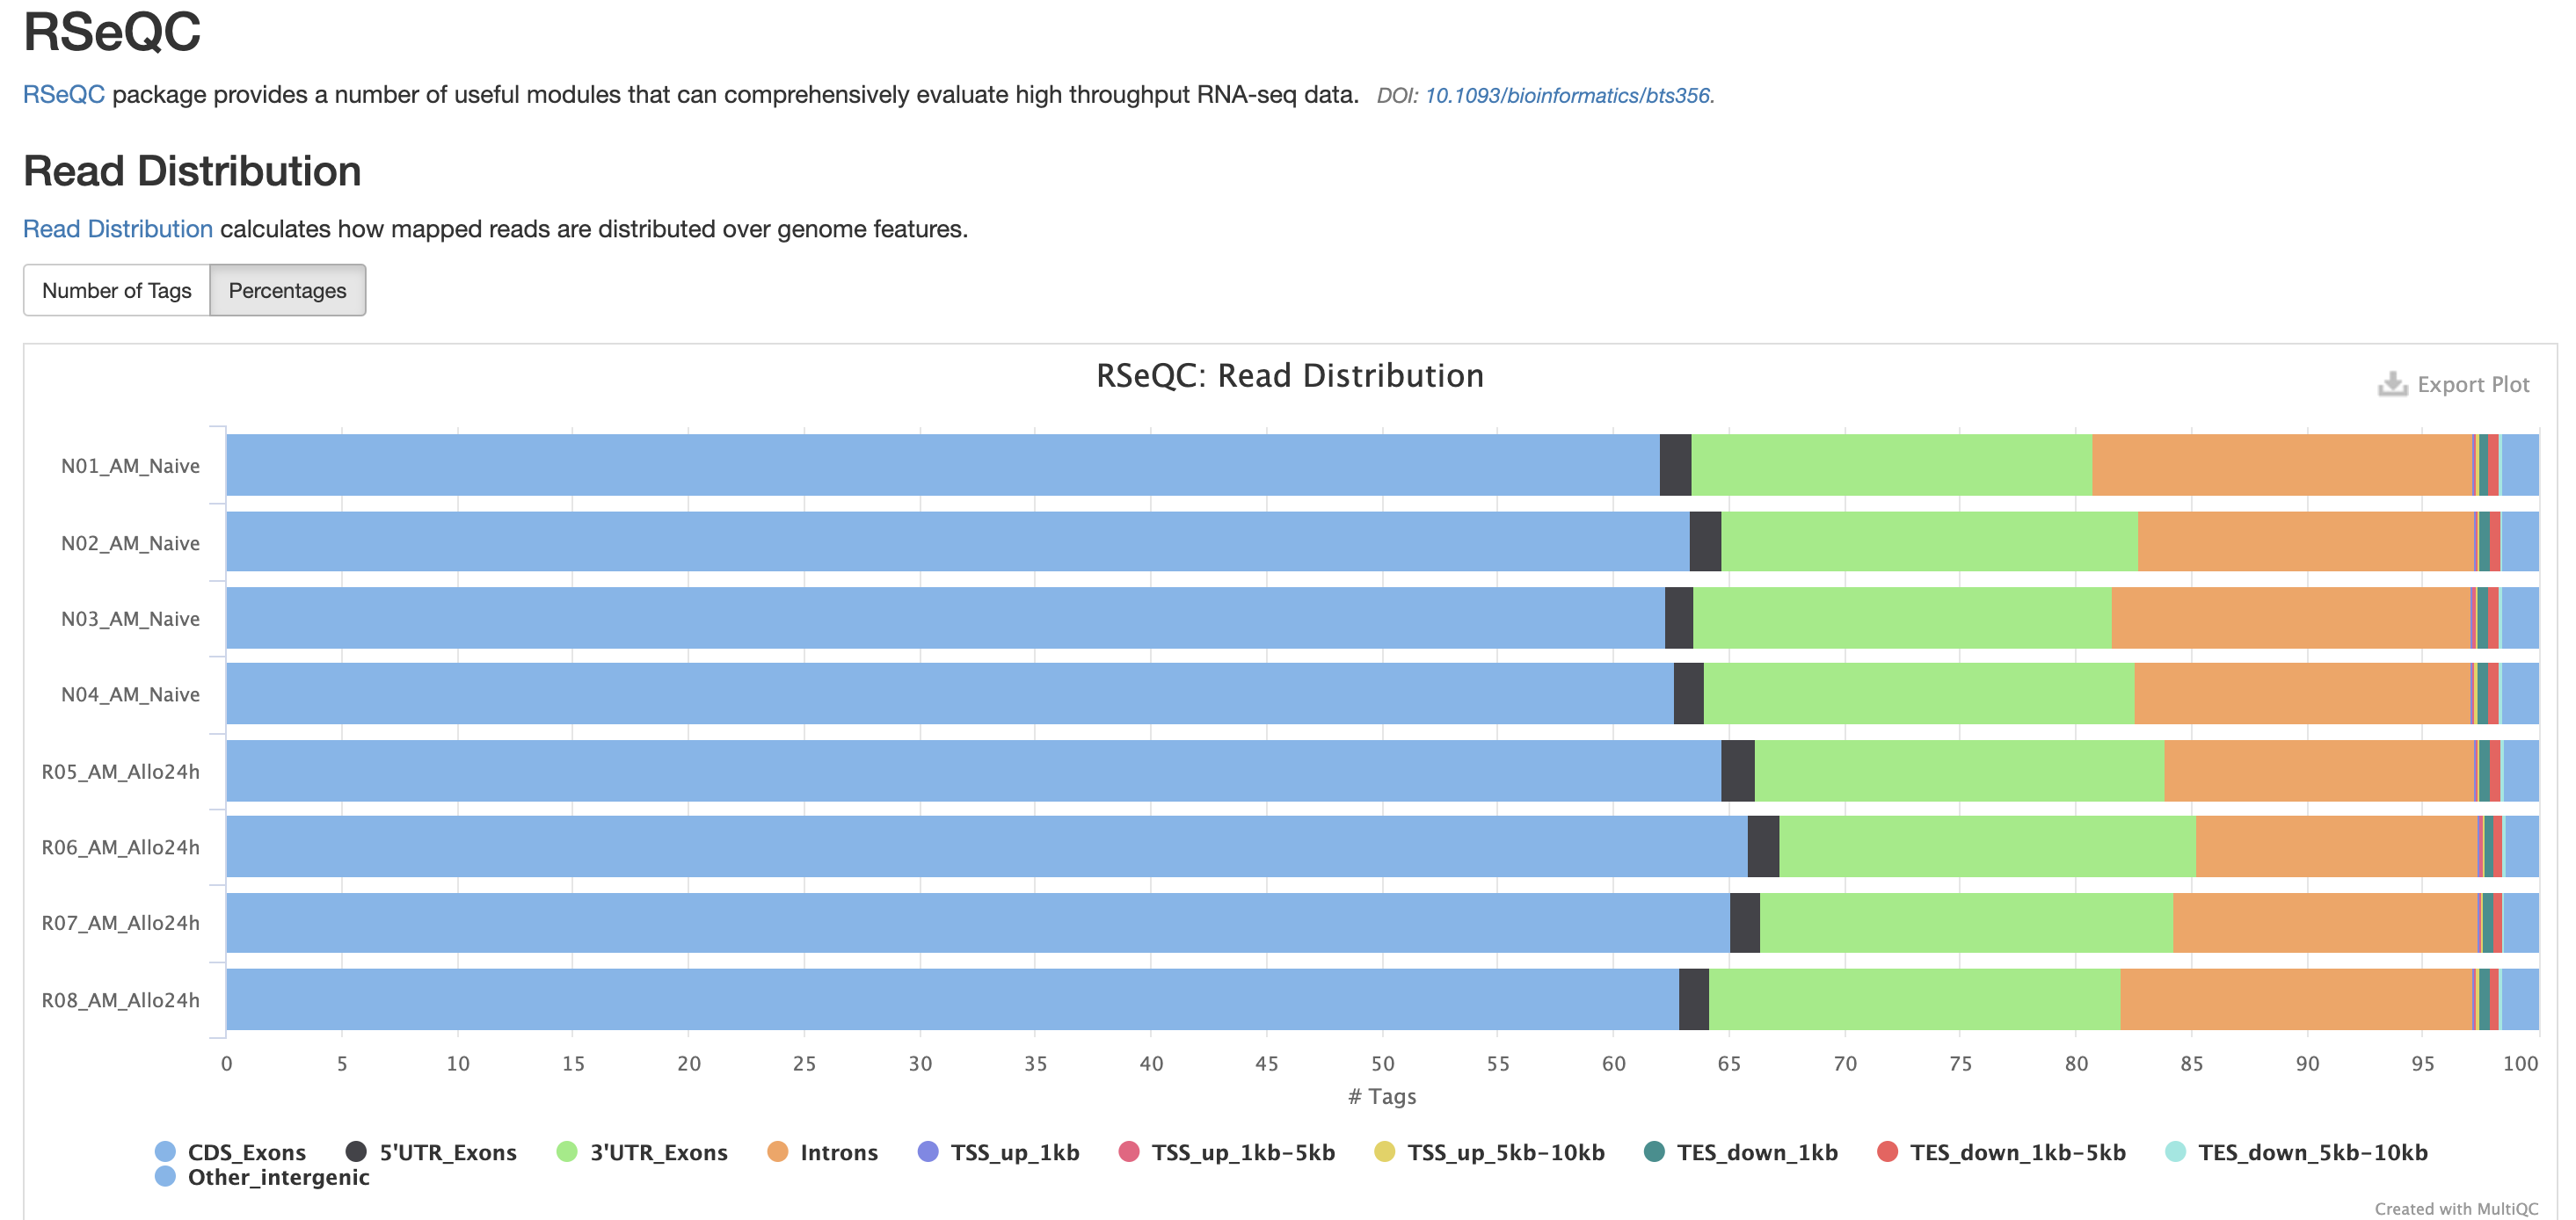 RSeQC
RSeQC package provides a number of useful modules that can comprehensively evaluate high throughput RNA-seq data. DOI: 10.1093/bioinformatics/bts356.
Read Distribution
Read Distribution calculates how mapped reads are distributed over genome features.
Number of Tags Percentages
RSeQC: Read Distribution
Export Plot
N01_AM_Naive
N02_AM_Naive
N03_AM_Naive
N04_AM_Naive
R05_AM_Allo24h
R06_AM_Allo24h
R07_AM_Allo24h
R08_AM_Allo24h
0 5 10 15 20 25 30 35 40 45 50 55 60 65 70 75 80 85 90 95 100
# Tags
CDS_Exons 5'UTR_Exons 3'UTR_Exons Introns TSS_up_1kb TSS_up_1kb-5kb TSS_up_5kb-10kb TES_down_1kb TES_down_1kb-5kb TES_down_5kb-10kb
Other_intergenic
Created with MultiQC